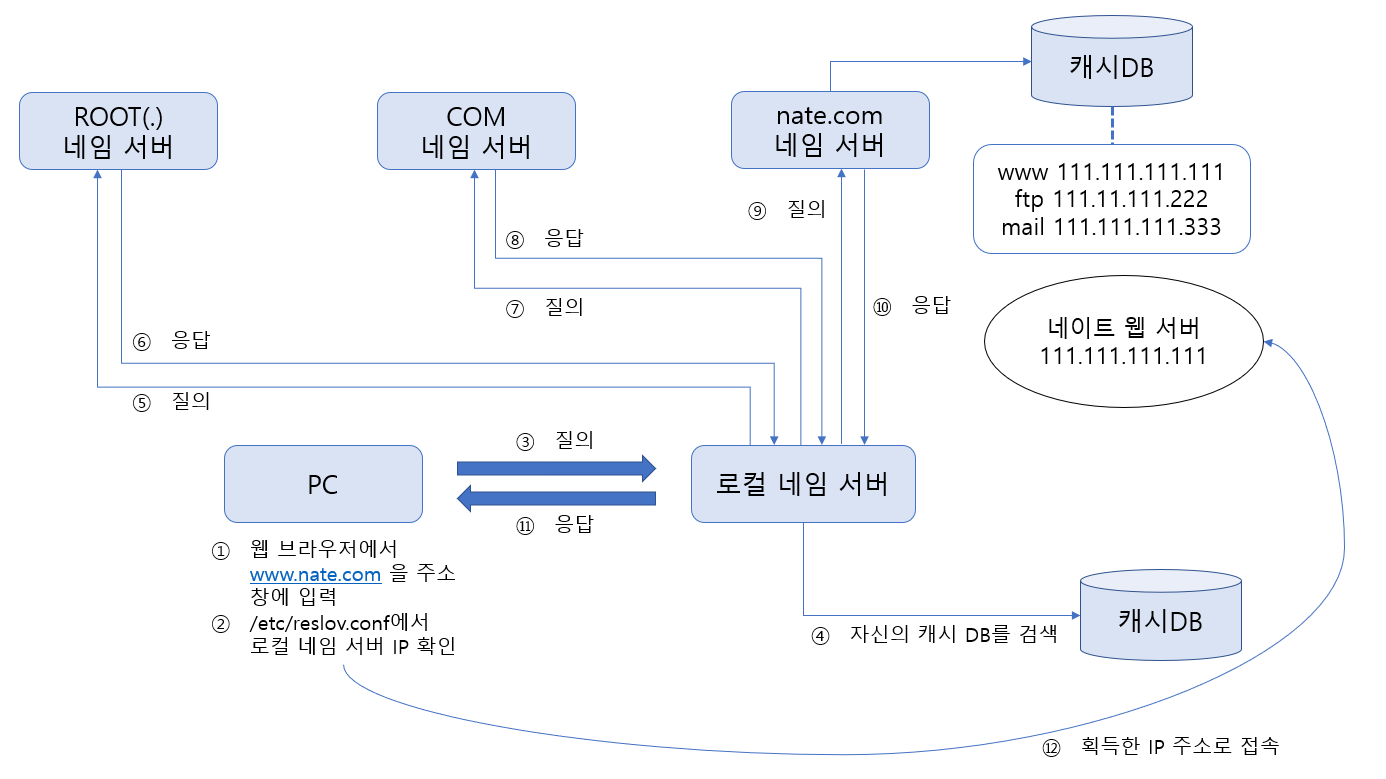 캐시DB
ROOT(.)
네임 서버
COM
네임 서버
nate.com
네임 서버
www 111.111.111.111
ftp 111.11.111.222
mail 111.111.111.333
⑨ 질의
⑧ 응답
⑦ 질의
⑩ 응답
네이트 웹 서버
111.111.111.111
⑥ 응답
⑤ 질의
③ 질의
PC
로컬 네임 서버
⑪ 응답
① 웹 브라우저에서
www.nate.com 을 주소
창에 입력
② /etc/reslov.conf에서
로컬 네임 서버 IP 확인
캐시DB
④ 자신의 캐시 DB를 검색
⑫ 획득한 IP 주소로 접속